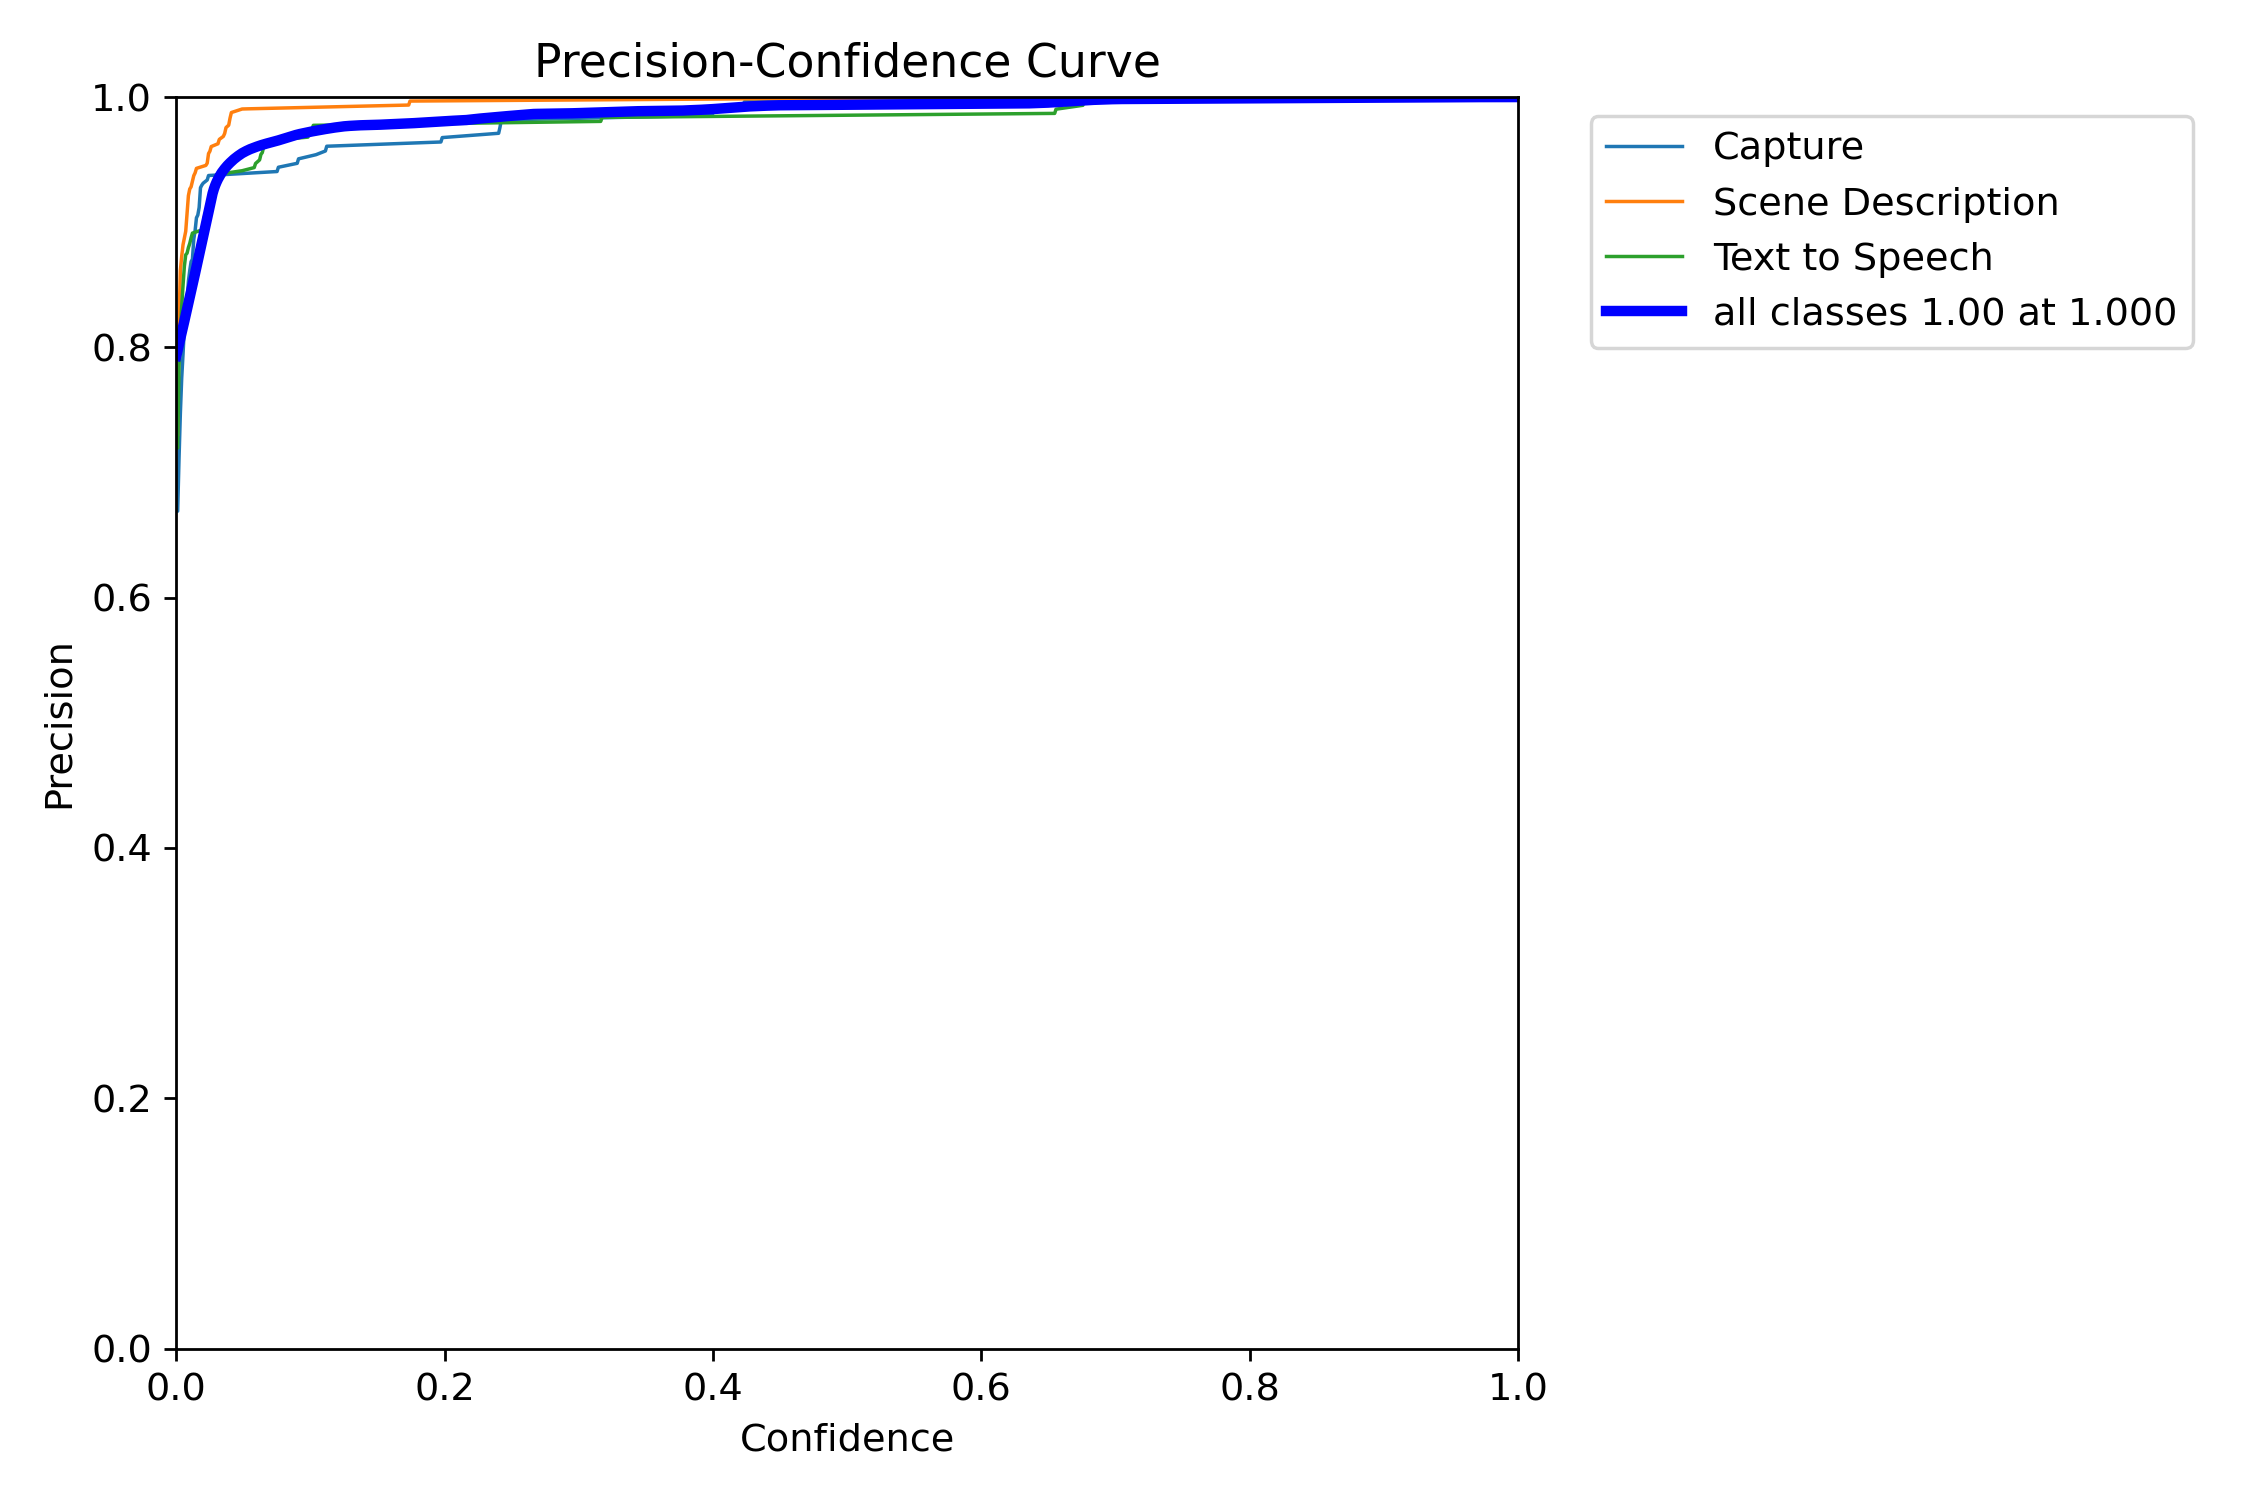 Precision-Confidence Curve
1.0
0.8
0.6
0.4
0.2
0.0
Precision
0.0 0.2 0.4 0.6 0.8 1.0
Confidence
Capture
Scene Description
Text to Speech
all classes 1.00 at 1.000